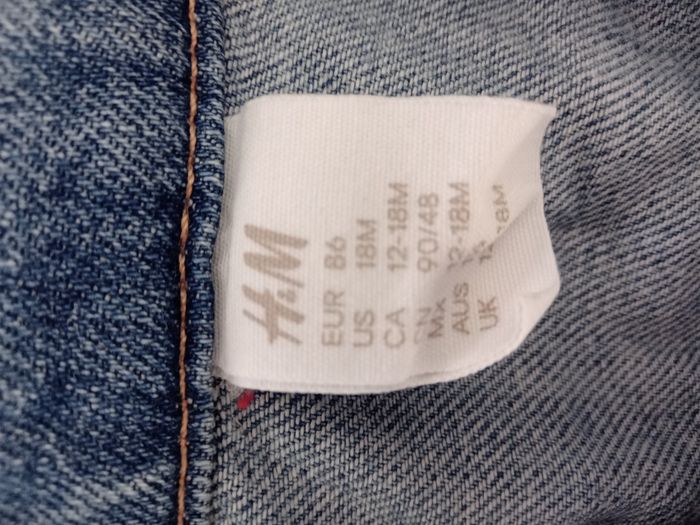 H&M
EUR 86
US 18M
CA 12-18M
CN 90/48
MX
AUS 12-18M
UK